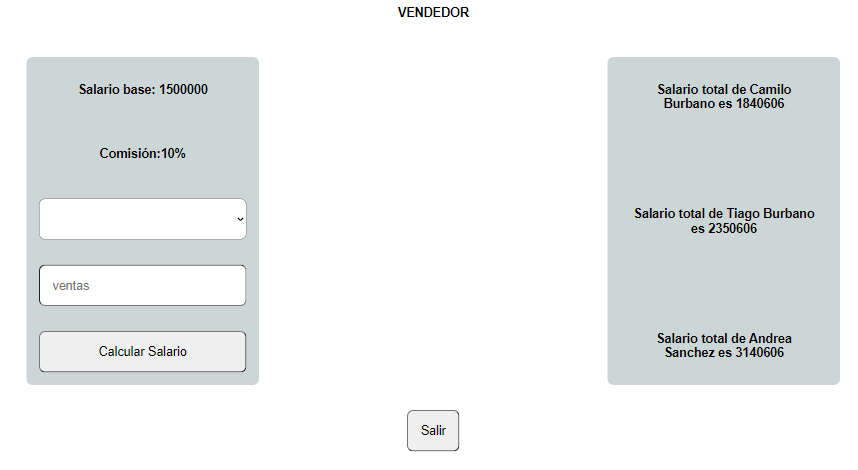 VENDEDOR
Salario base: 1500000
Comisión:10%
ventas
Calcular Salario
Salario total de Camilo
Burbano es 1840606
Salario total de Tiago Burbano
es 2350606
Salario total de Andrea
Sanchez es 3140606
Salir